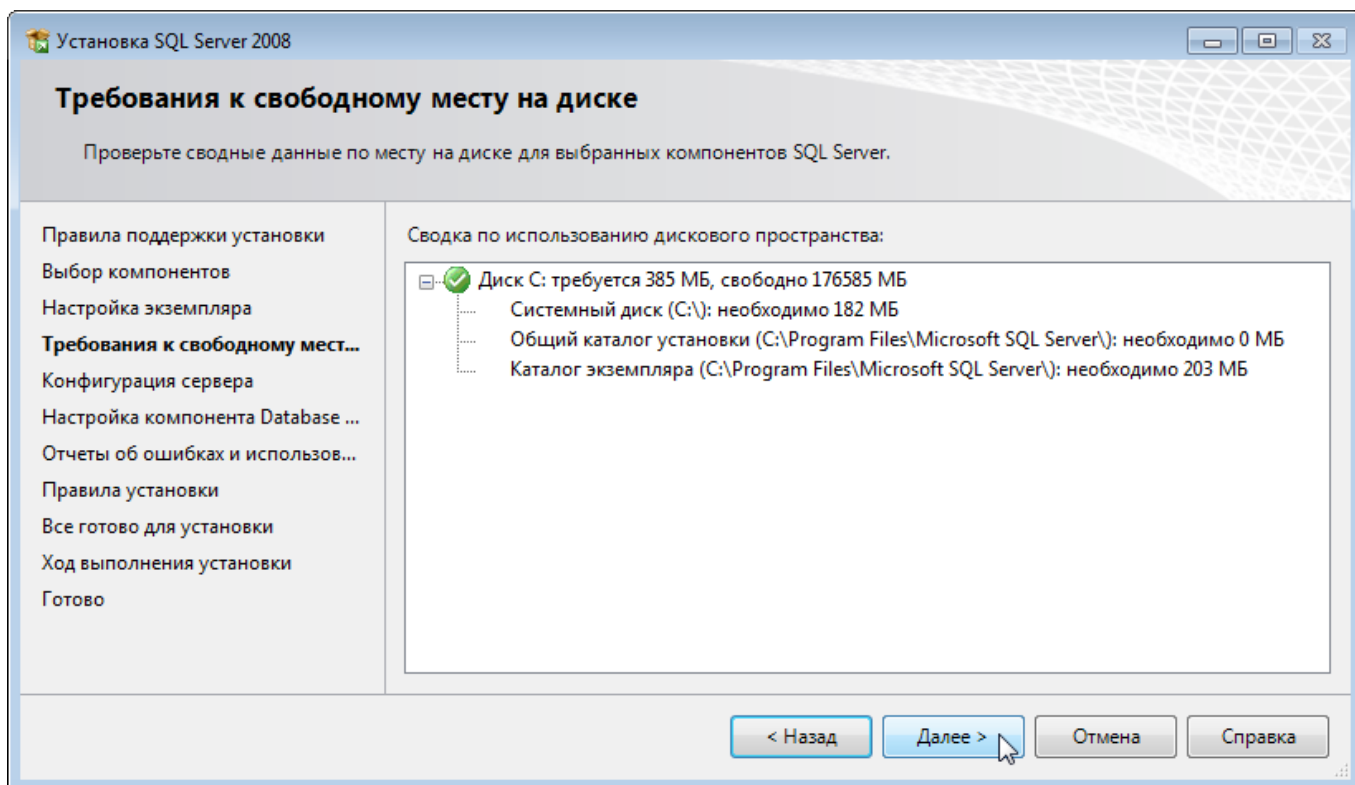 Установка SQL Server 2008
Требования к свободному месту на диске
Проверьте сводные данные по месту на диске для выбранных компонентов SQL Server.
Правила поддержки установки
Выбор компонентов
Настройка экземпляра
Требования к свободному мест...
Конфигурация сервера
Настройка компонента Database ...
Отчеты об ошибках и использов...
Правила установки
Все готово для установки
Ход выполнения установки
Готово
Сводка по использованию дискового пространства:
Диск C: требуется 385 МБ, свободно 176585 МБ
Системный диск (C:\): необходимо 182 МБ
Общий каталог установки (C:\Program Files\Microsoft SQL Server\): необходимо 0 МБ
Каталог экземпляра (C:\Program Files\Microsoft SQL Server\): необходимо 203 МБ
< Назад
Далее >
Отмена
Справка